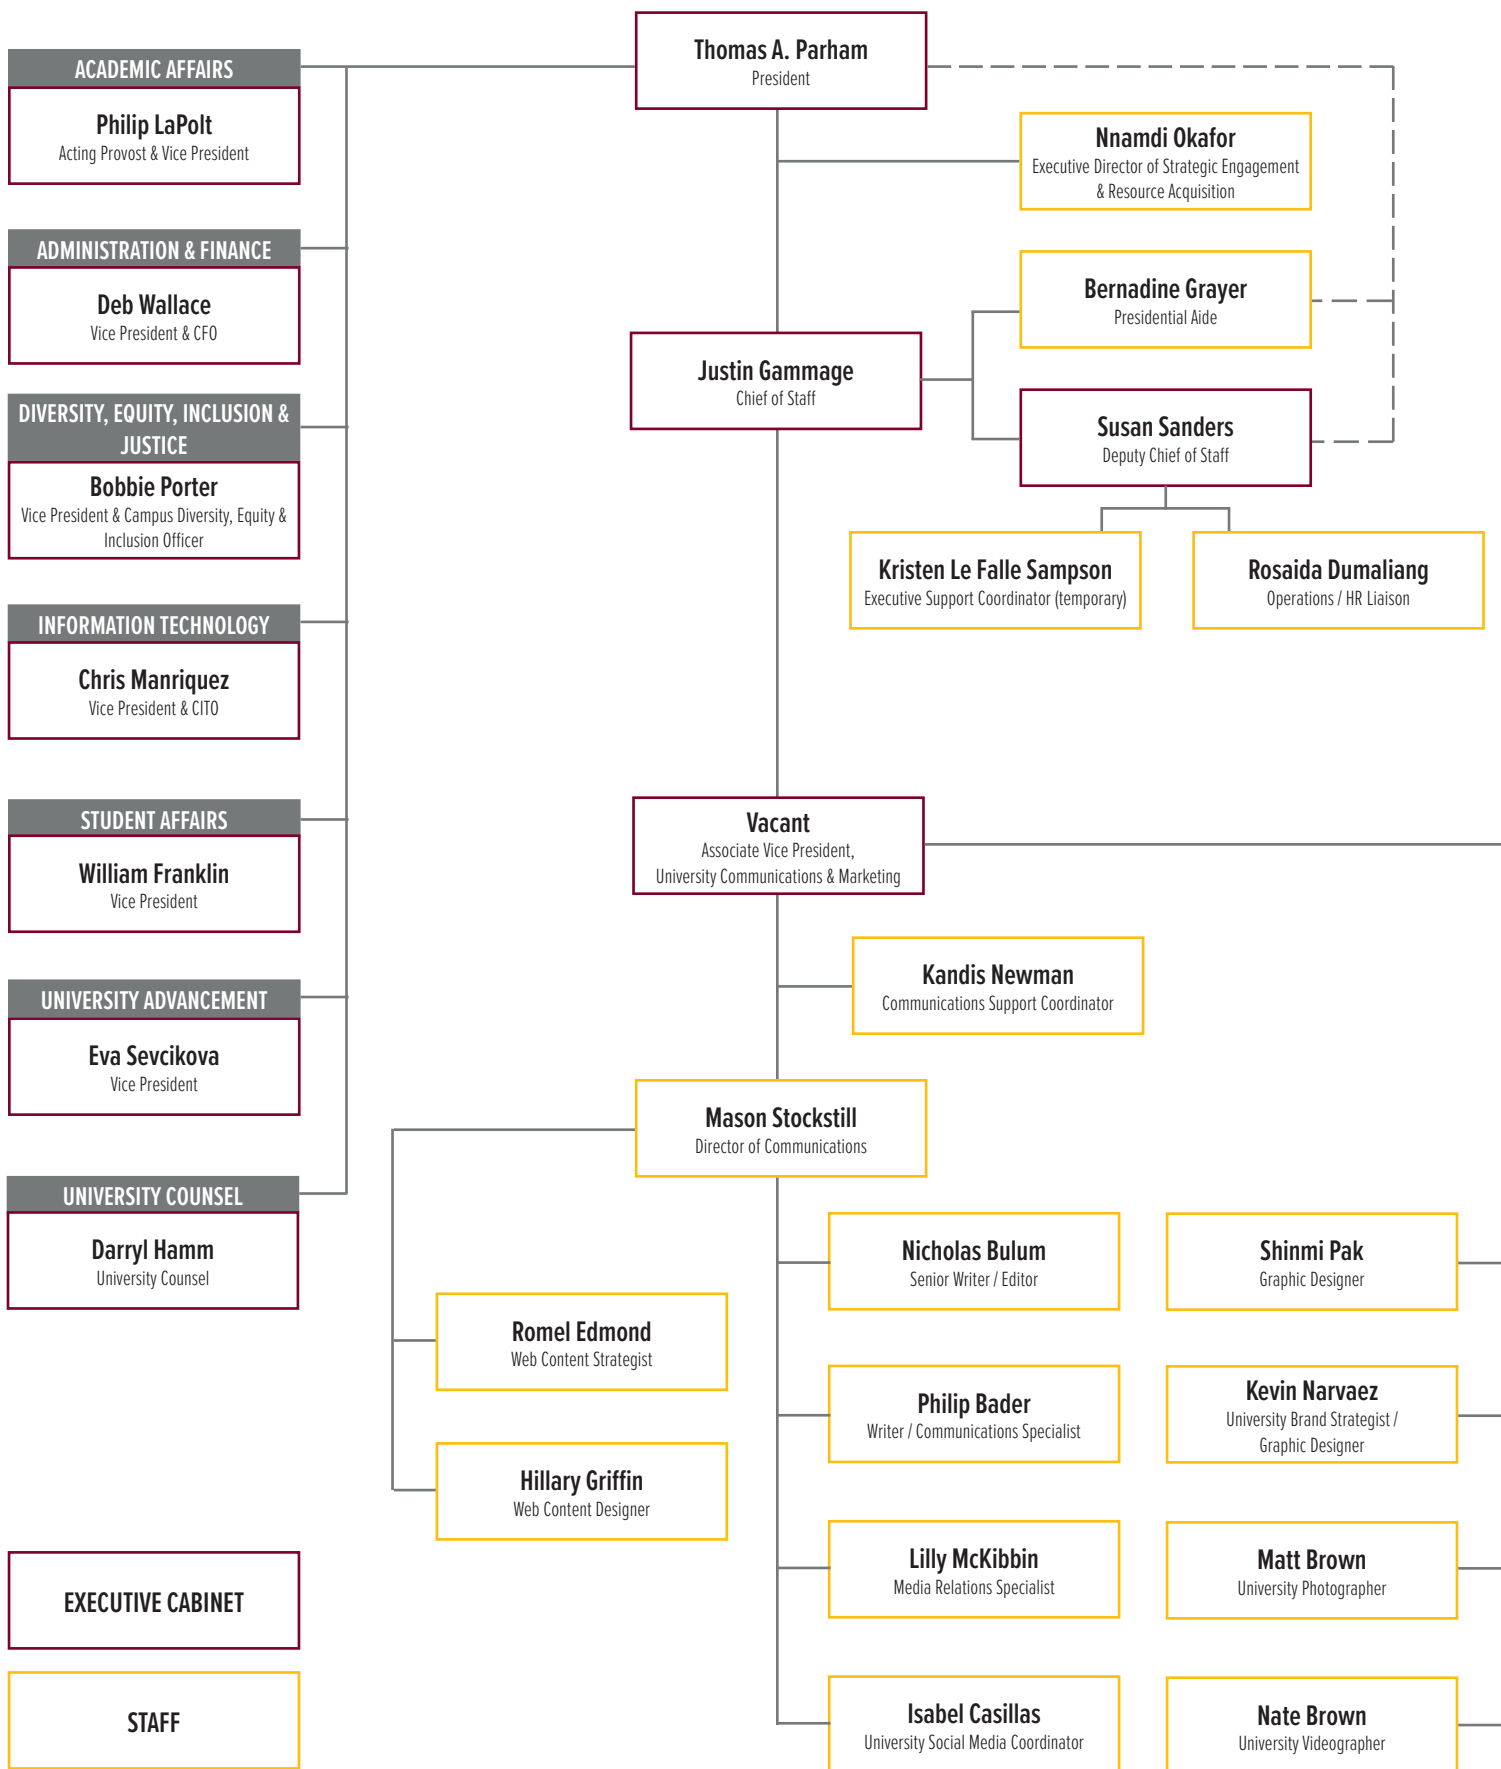 Thomas A. Parham
President
ACADEMIC AFFAIRS
Philip LaPolt
Acting Provost & Vice President
ADMINISTRATION & FINANCE
Deb Wallace
Vice President & CFO
DIVERSITY, EQUITY, INCLUSION &
JUSTICE
Bobbie Porter
Vice President & Campus Diversity, Equity &
Inclusion Officer
INFORMATION TECHNOLOGY
Chris Manriquez
Vice President & CITO
STUDENT AFFAIRS
William Franklin
Vice President
UNIVERSITY ADVANCEMENT
Eva Sevcikova
Vice President
UNIVERSITY COUNSEL
Darryl Hamm
University Counsel
Nnamdi Okafor
Executive Director of Strategic Engagement
& Resource Acquisition
Justin Gammage
Chief of Staff
Bernadine Grayer
Presidential Aide
Susan Sanders
Deputy Chief of Staff
Kristen Le Falle Sampson
Executive Support Coordinator (temporary)
Rosaida Dumaliang
Operations / HR Liaison
Vacant
Associate Vice President,
University Communications & Marketing
Kandis Newman
Communications Support Coordinator
Mason Stockstill
Director of Communications
Romel Edmond
Web Content Strategist
Hillary Griffin
Web Content Designer
Nicholas Bulum
Senior Writer / Editor
Philip Bader
Writer / Communications Specialist
Lilly McKibbin
Media Relations Specialist
Isabel Casillas
University Social Media Coordinator
Shinmi Pak
Graphic Designer
Kevin Narvaez
University Brand Strategist /
Graphic Designer
Matt Brown
University Photographer
Nate Brown
University Videographer
EXECUTIVE CABINET
STAFF